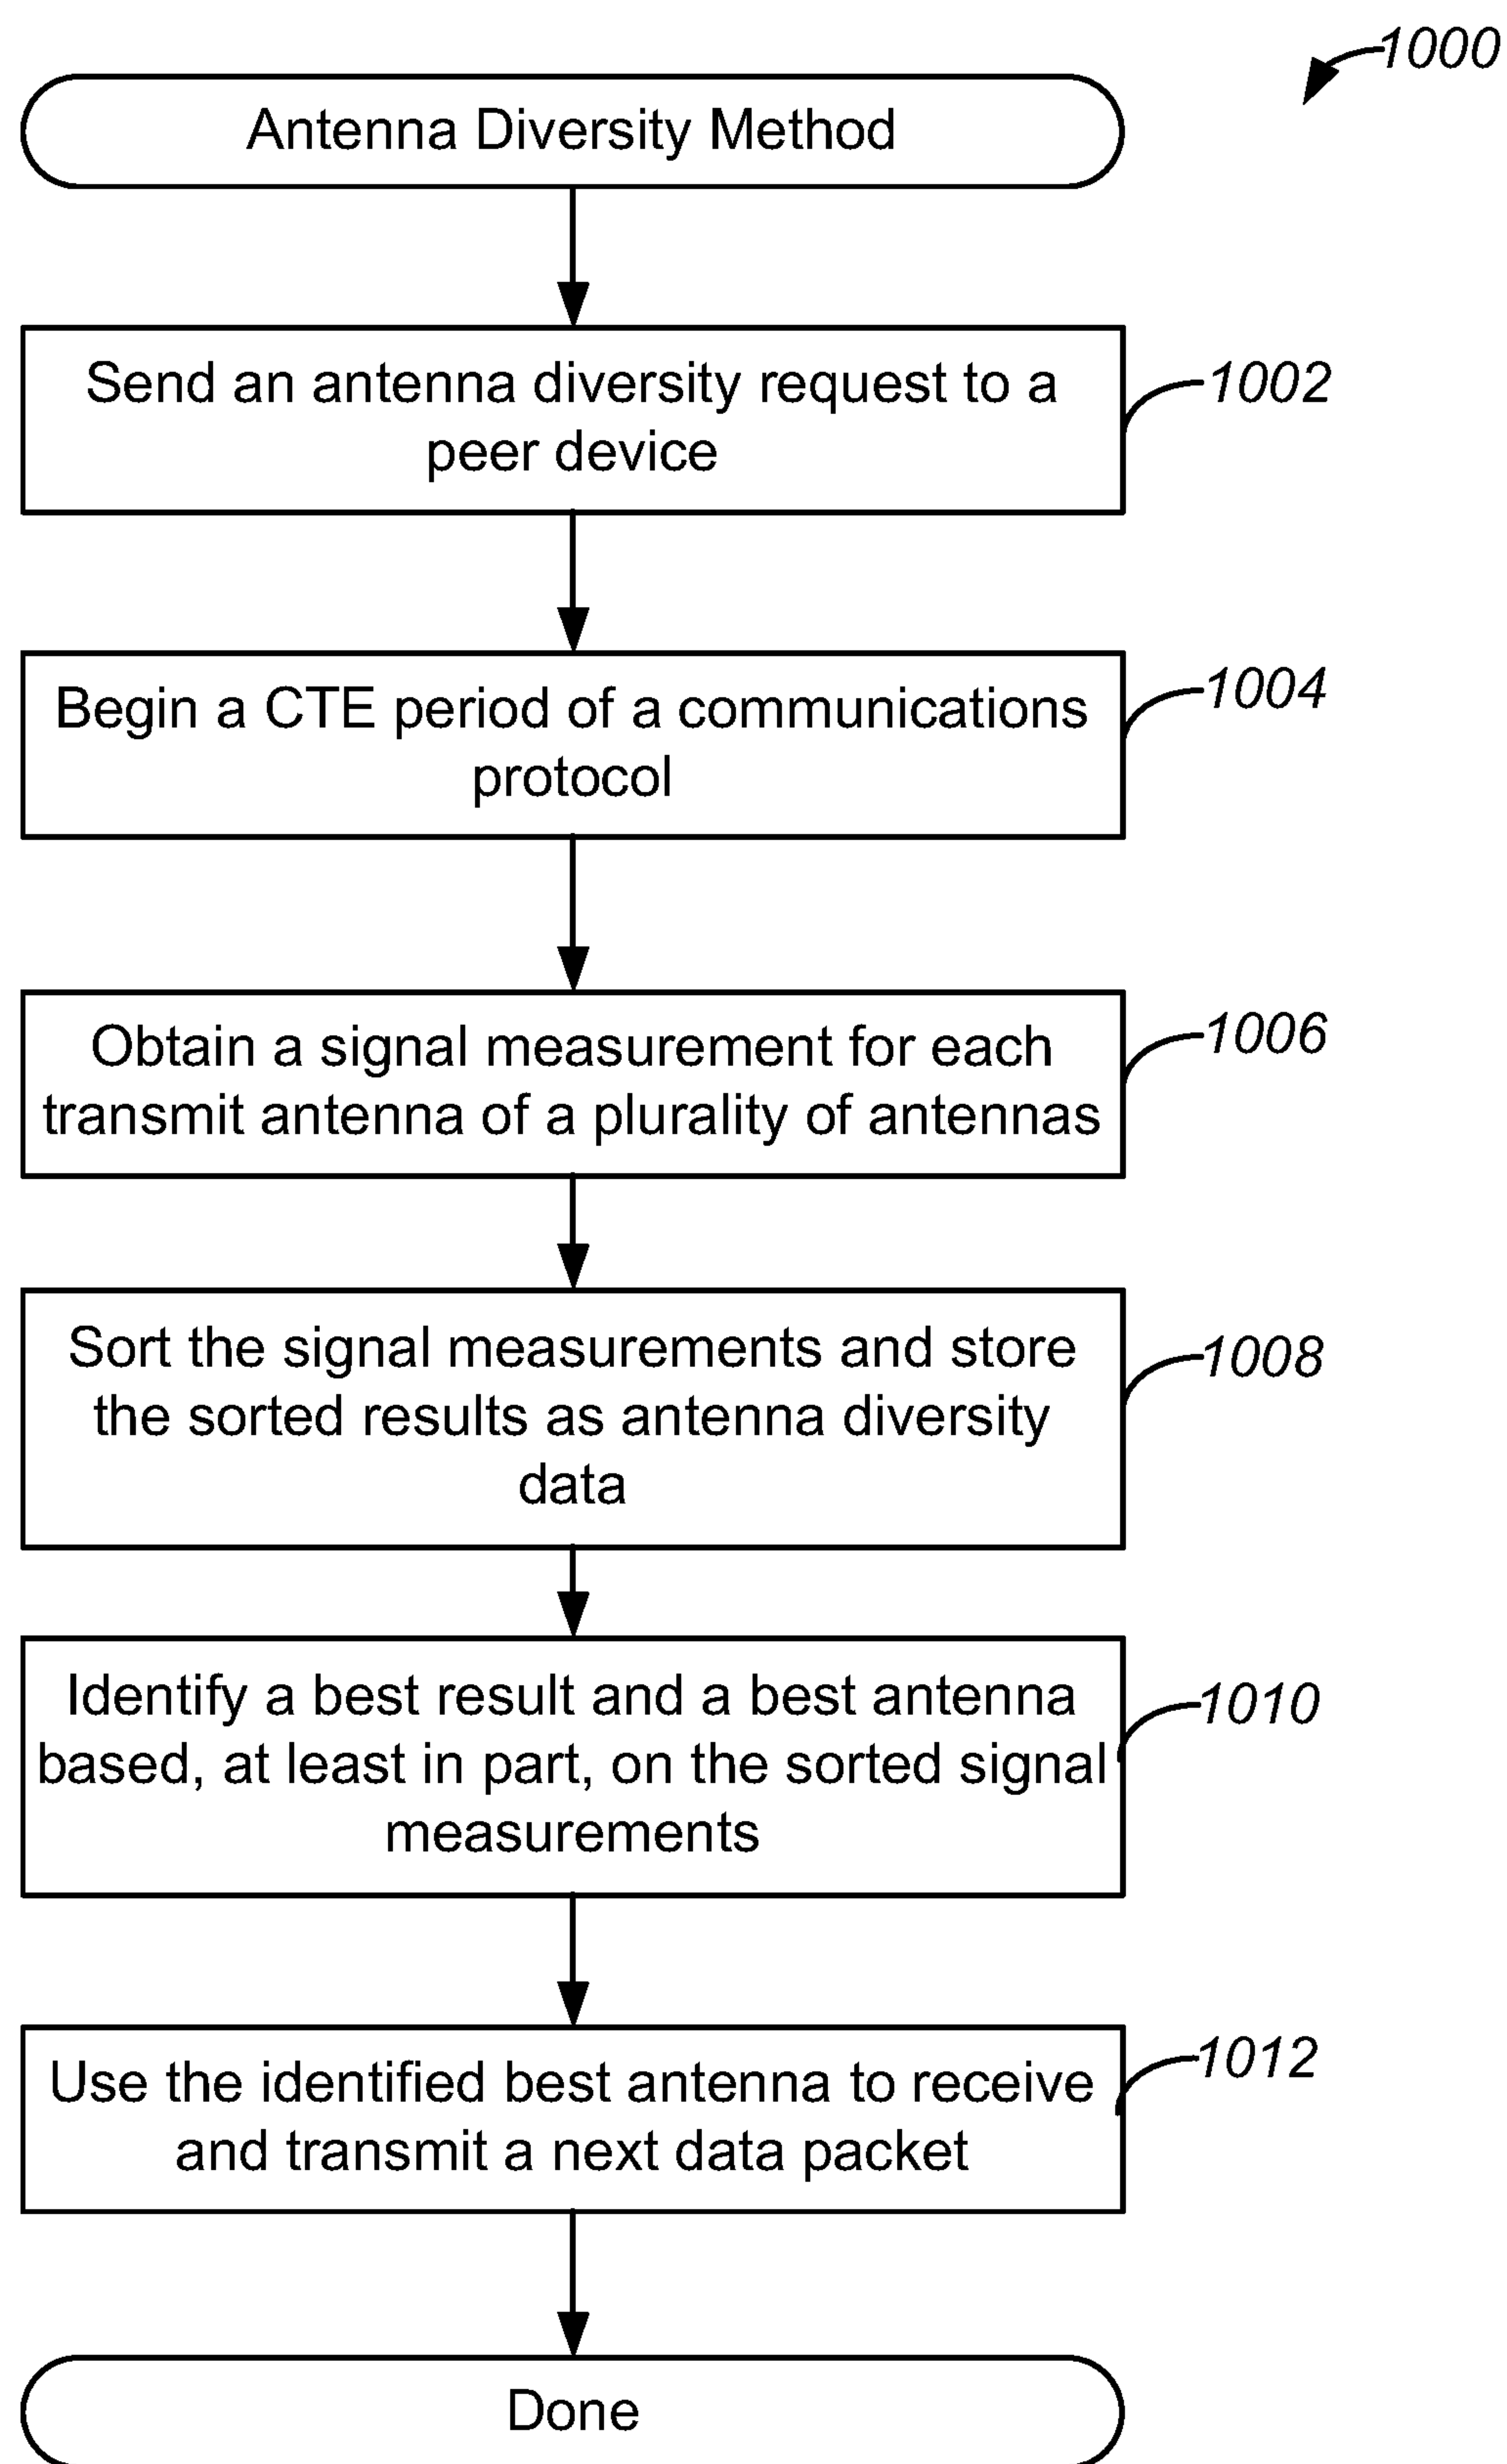 1000
Antenna Diversity Method
Send an antenna diversity request to a
peer device
1002
Begin a CTE period of a communications
protocol
1004
Obtain a signal measurement for each
transmit antenna of a plurality of antennas
1006
Sort the signal measurements and store
the sorted results as antenna diversity
data
1008
Identify a best result and a best antenna
based, at least in part, on the sorted signal
measurements
1010
Use the identified best antenna to receive
and transmit a next data packet
1012
Done